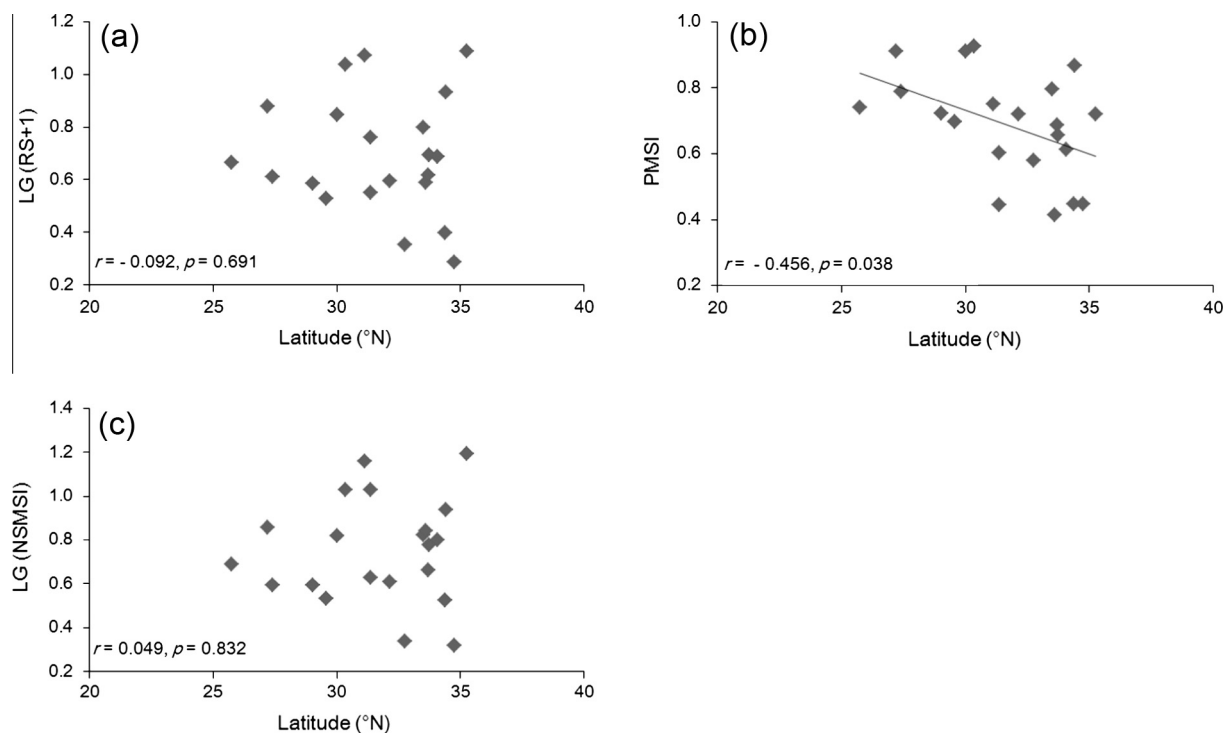 (a)
LG (RS+1)
1.2
1.0
0.8
0.6
0.4
0.2
r = - 0.092, p = 0.691
20 25 30 35 40
Latitude (°N)
(b)
PMSI
1.0
0.8
0.6
0.4
0.2
r = - 0.456, p = 0.038
20 25 30 35 40
Latitude (°N)
(c)
LG (NSMSI)
1.4
1.2
1.0
0.8
0.6
0.4
0.2
r = 0.049, p = 0.832
20 25 30 35 40
Latitude (°N)